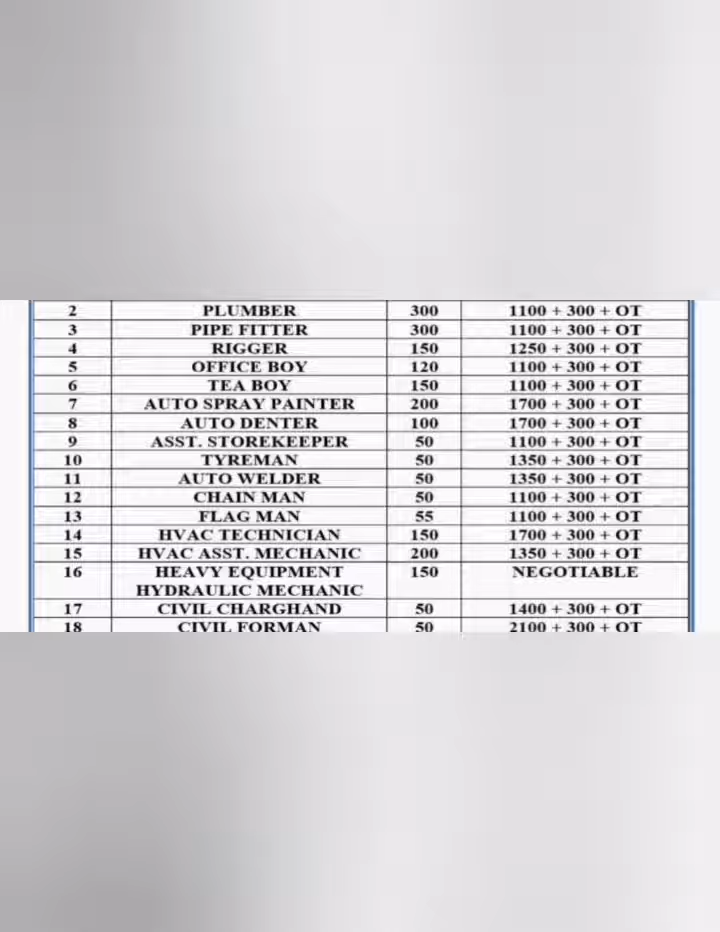 2 PLUMBER 300 1100 + 300 + OT
3 PIPE FITTER 300 1100 + 300 + OT
4 RIGGER 150 1250 + 300 + OT
5 OFFICE BOY 120 1100 + 300 + OT
6 TEA BOY 150 1100 + 300 + OT
7 AUTO SPRAY PAINTER 200 1700 + 300 + OT
8 AUTO DENTER 100 1700 + 300 + OT
9 ASST. STOREKEEPER 50 1100 + 300 + OT
10 TYREMAN 50 1350 + 300 + OT
11 AUTO WELDER 50 1350 + 300 + OT
12 CHAIN MAN 50 1100 + 300 + OT
13 FLAG MAN 55 1100 + 300 + OT
14 HVAC TECHNICIAN 150 1700 + 300 + OT
15 HVAC ASST. MECHANIC 200 1350 + 300 + OT
16 HEAVY EQUIPMENT 150 NEGOTIABLE
HYDRAULIC MECHANIC
17 CIVIL CHARGHAND 50 1400 + 300 + OT
18 CIVIL FORMAN 50 2100 + 300 + OT